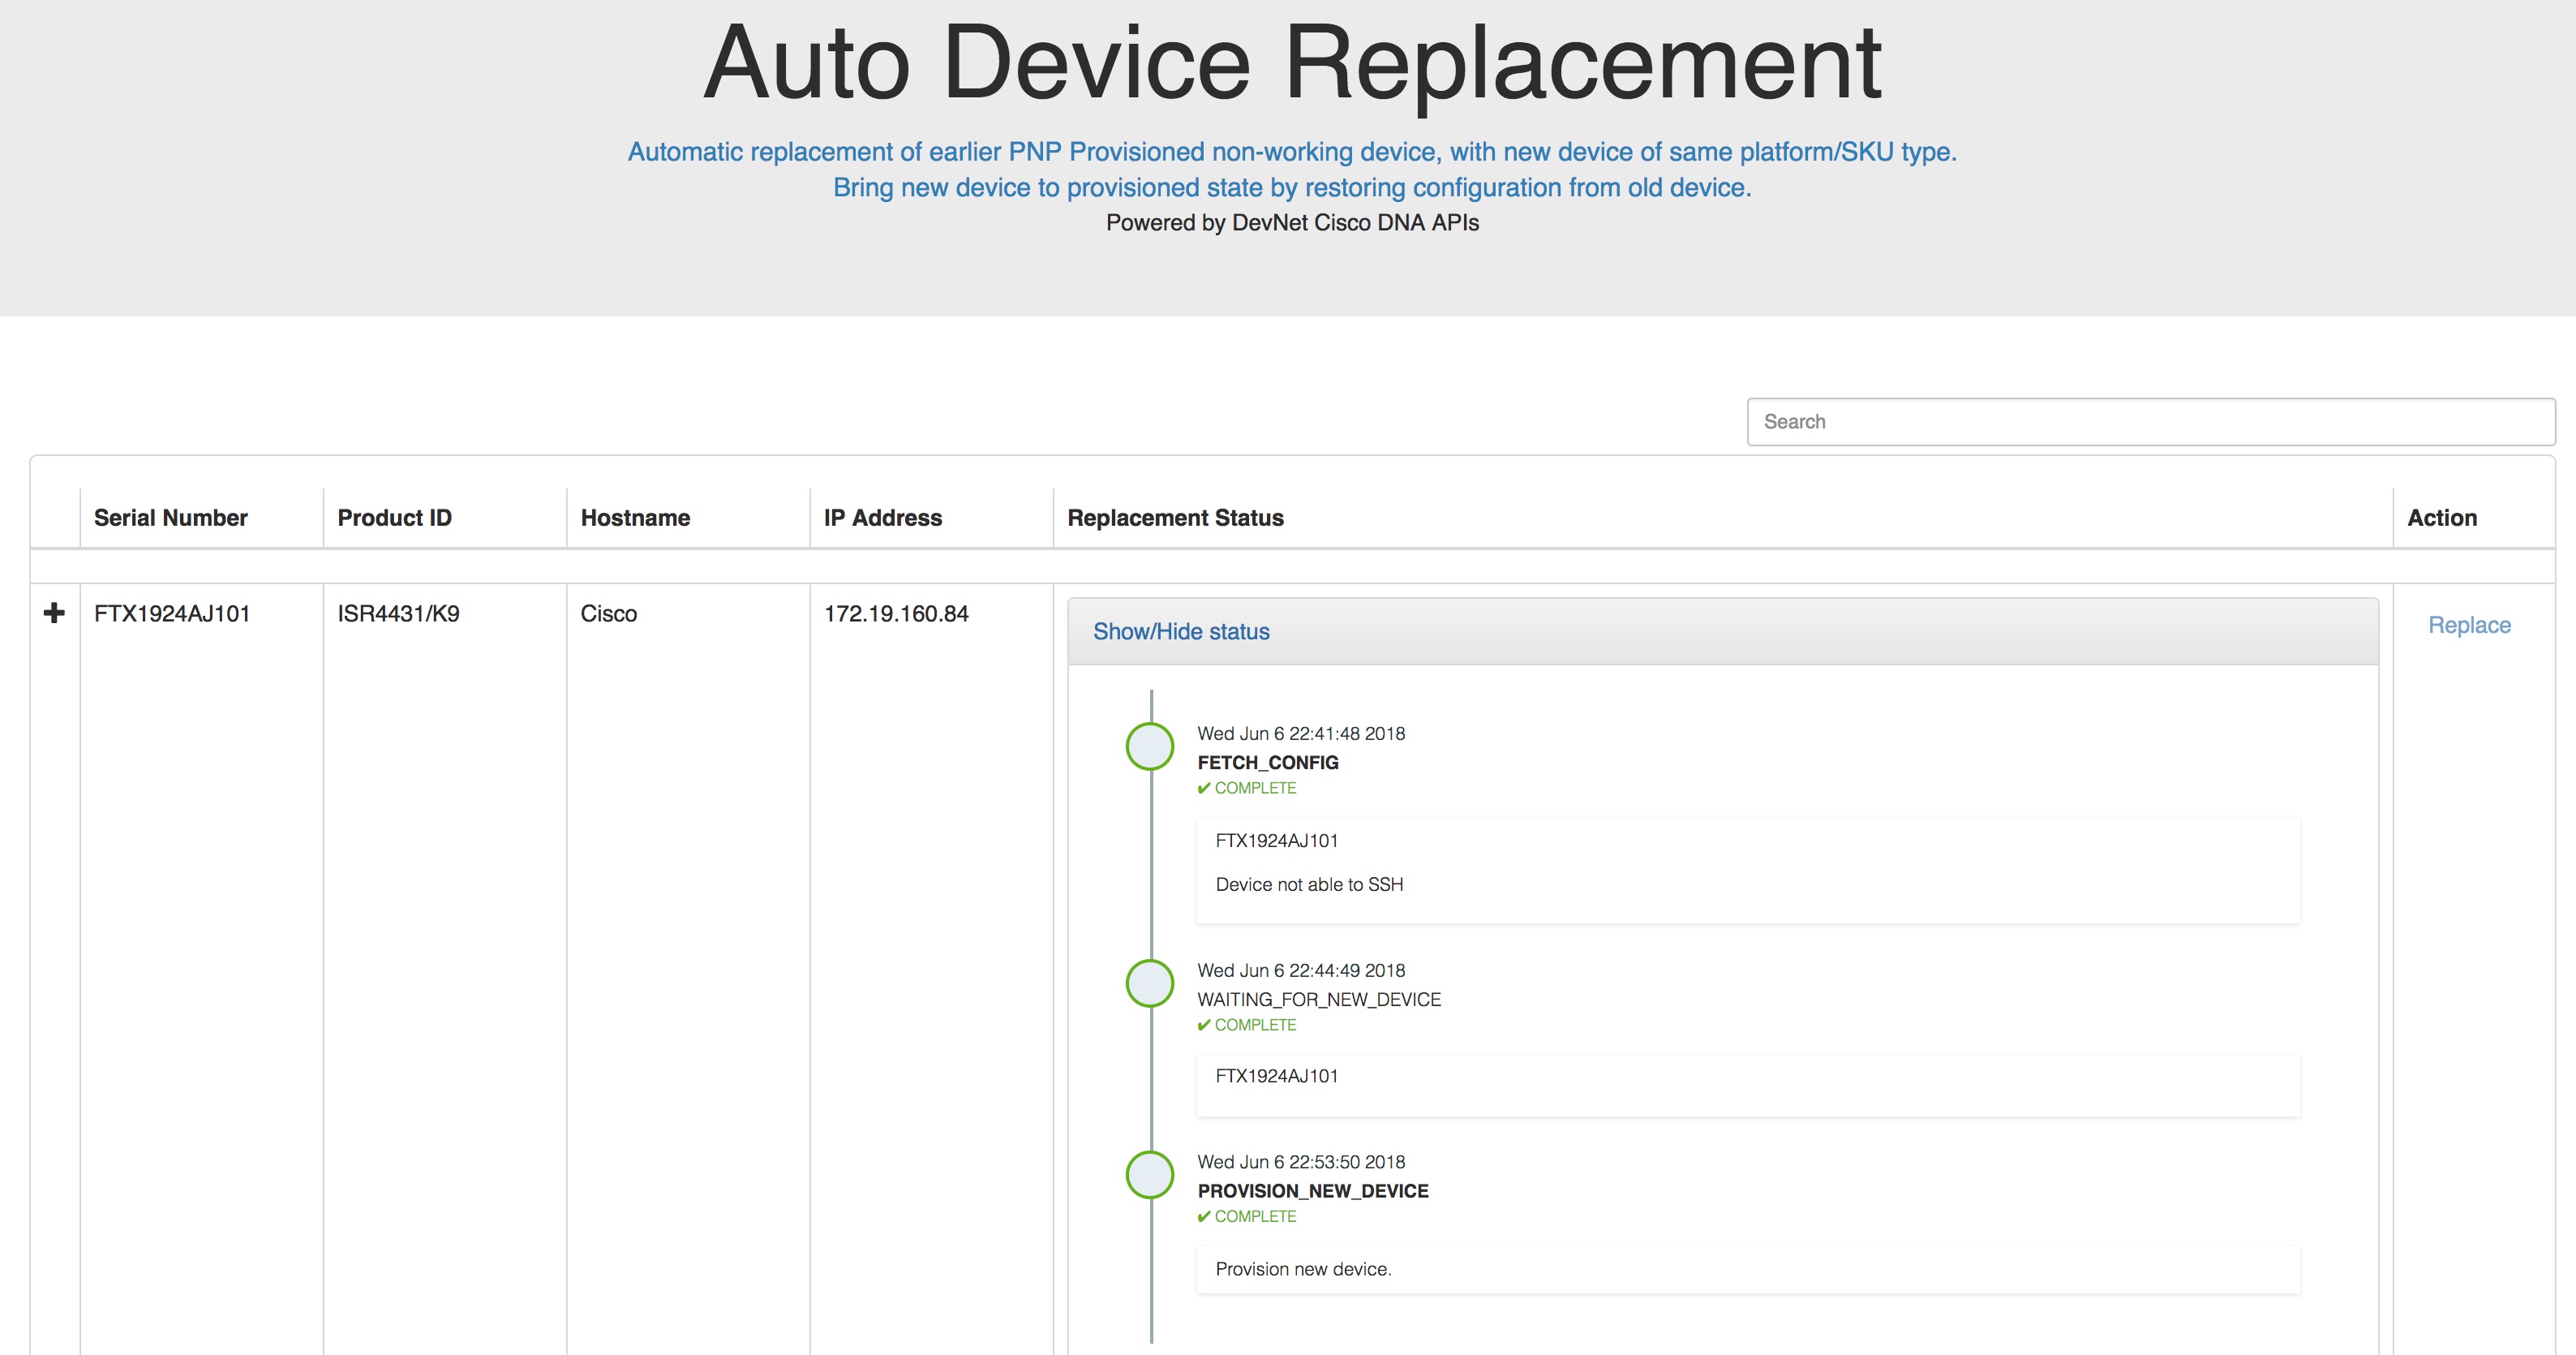 Auto Device Replacement
Automatic replacement of earlier PNP Provisioned non-working device, with new device of same platform/SKU type.
Bring new device to provisioned state by restoring configuration from old device.
Powered by DevNet Cisco DNA APIs
Search
Serial Number Product ID Hostname IP Address Replacement Status Action
FTX1924AJ101 ISR4431/K9 Cisco 172.19.160.84 Show/Hide status Replace
Wed Jun 6 22:41:48 2018
FETCH_CONFIG
✔ COMPLETE
FTX1924AJ101
Device not able to SSH
Wed Jun 6 22:44:49 2018
WAITING_FOR_NEW_DEVICE
✔ COMPLETE
FTX1924AJ101
Wed Jun 6 22:53:50 2018
PROVISION_NEW_DEVICE
✔ COMPLETE
Provision new device.